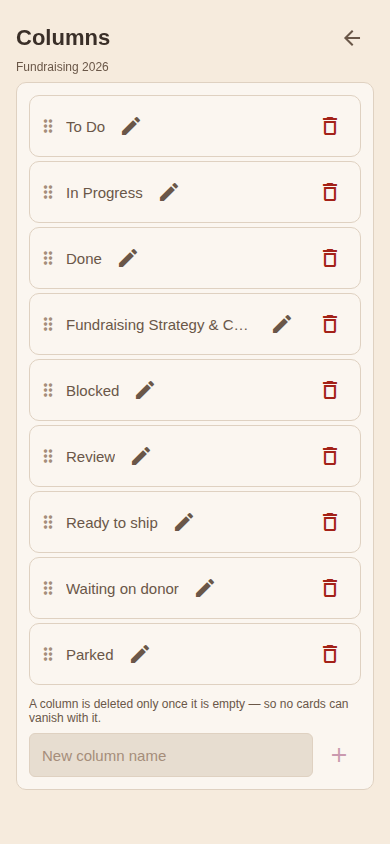 Columns
Fundraising 2026
To Do
In Progress
Done
Fundraising Strategy & C…
Blocked
Review
Ready to ship
Waiting on donor
Parked
A column is deleted only once it is empty — so no cards can
vanish with it.
New column name